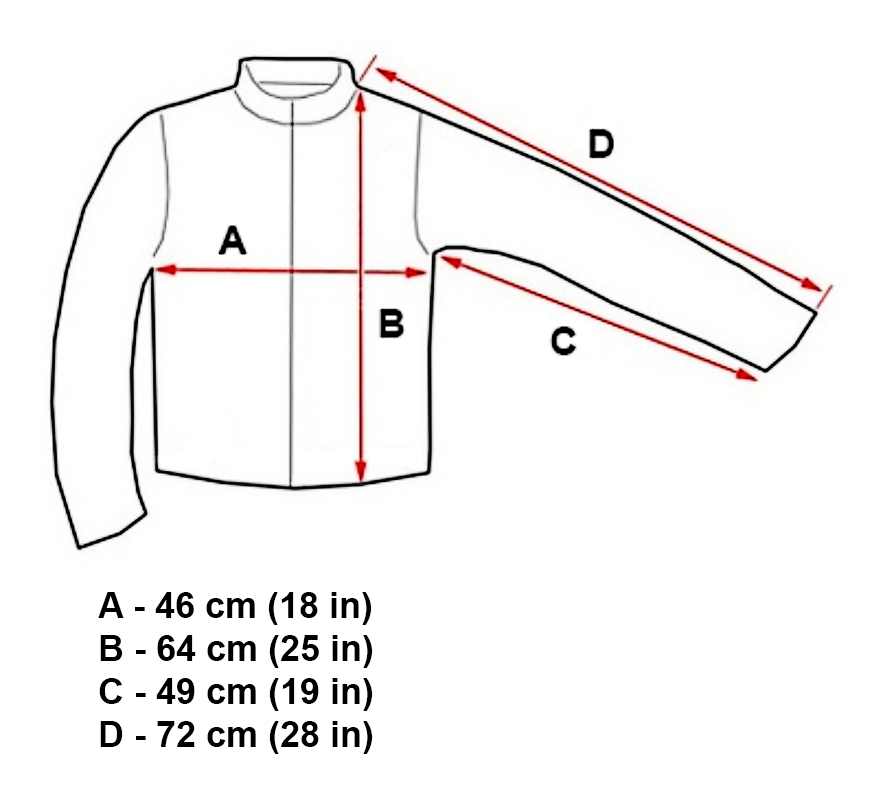 D
A
B
C
A - 46 cm (18 in)
B - 64 cm (25 in)
C - 49 cm (19 in)
D - 72 cm (28 in)